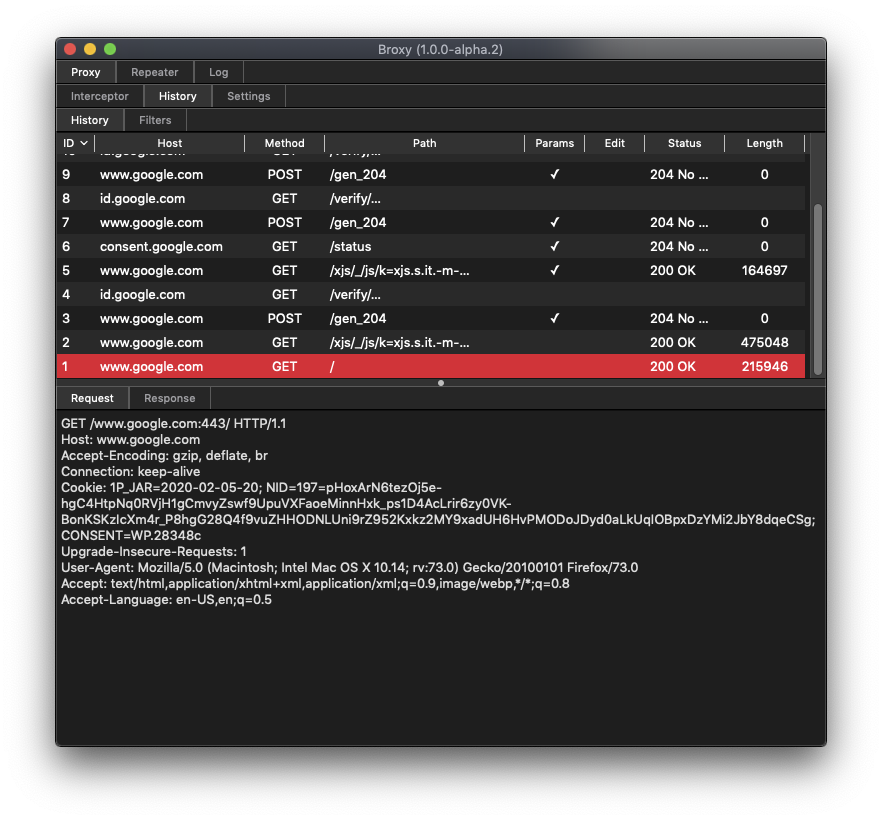 Broxy (1.0.0-alpha.2)
Proxy Repeater Log
Interceptor History Settings
History Filters
ID Host Method Path Params Edit Status Length
10 id.google.com GET /verify/...
9 www.google.com POST /gen_204 ✓ 204 No ... 0
8 id.google.com GET /verify/...
7 www.google.com POST /gen_204 ✓ 204 No ... 0
6 consent.google.com GET /status ✓ 204 No ... 0
5 www.google.com GET /xjs/_/js/k=xjs.s.it.-m-... ✓ 200 OK 164697
4 id.google.com GET /verify/...
3 www.google.com POST /gen_204 ✓ 204 No ... 0
2 www.google.com GET /xjs/_/js/k=xjs.s.it.-m-... 200 OK 475048
1 www.google.com GET / 200 OK 215946
Request Response
GET /www.google.com:443/ HTTP/1.1
Host: www.google.com
Accept-Encoding: gzip, deflate, br
Connection: keep-alive
Cookie: 1P_JAR=2020-02-05-20; NID=197=pHoxArN6tezOj5e-
hgC4HtpNq0RVjH1gCmvyZswf9UpuVXFaoeMinnHxk_ps1D4AcLrir6zy0VK-
BonKSKzIcXm4r_P8hgG28Q4f9vuZHHODNLUni9rZ952Kxkz2MY9xadUH6HvPMODoJDyd0aLkUqIOBpxDzYMi2JbY8dqeCSg;
CONSENT=WP.28348c
Upgrade-Insecure-Requests: 1
User-Agent: Mozilla/5.0 (Macintosh; Intel Mac OS X 10.14; rv:73.0) Gecko/20100101 Firefox/73.0
Accept: text/html,application/xhtml+xml,application/xml;q=0.9,image/webp,*/*;q=0.8
Accept-Language: en-US,en;q=0.5